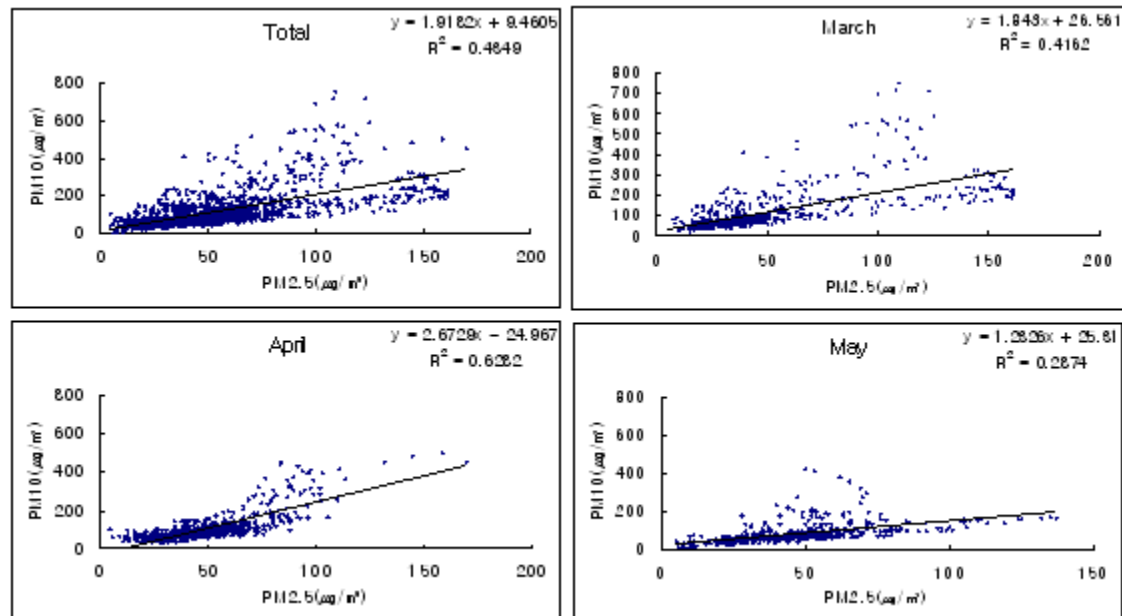 Total
y = 1.9182x + 9.4605
R² = 0.4849
800
600
400
200
0
PM10(㎍/㎥)
0 50 100 150 200
PM2.5(㎍/㎥)
March
y = 1.848x + 26.561
R² = 0.4162
800
700
600
500
400
300
200
100
0
PM10(㎍/㎥)
0 50 100 150 200
PM2.5(㎍/㎥)
April
y = 2.6729x - 24.967
R² = 0.6282
800
600
400
200
0
PM10(㎍/㎥)
0 50 100 150 200
PM2.5(㎍/㎥)
May
y = 1.2826x + 25.81
R² = 0.2874
800
600
400
200
0
PM10(㎍/㎥)
0 50 100 150
PM2.5(㎍/㎥)